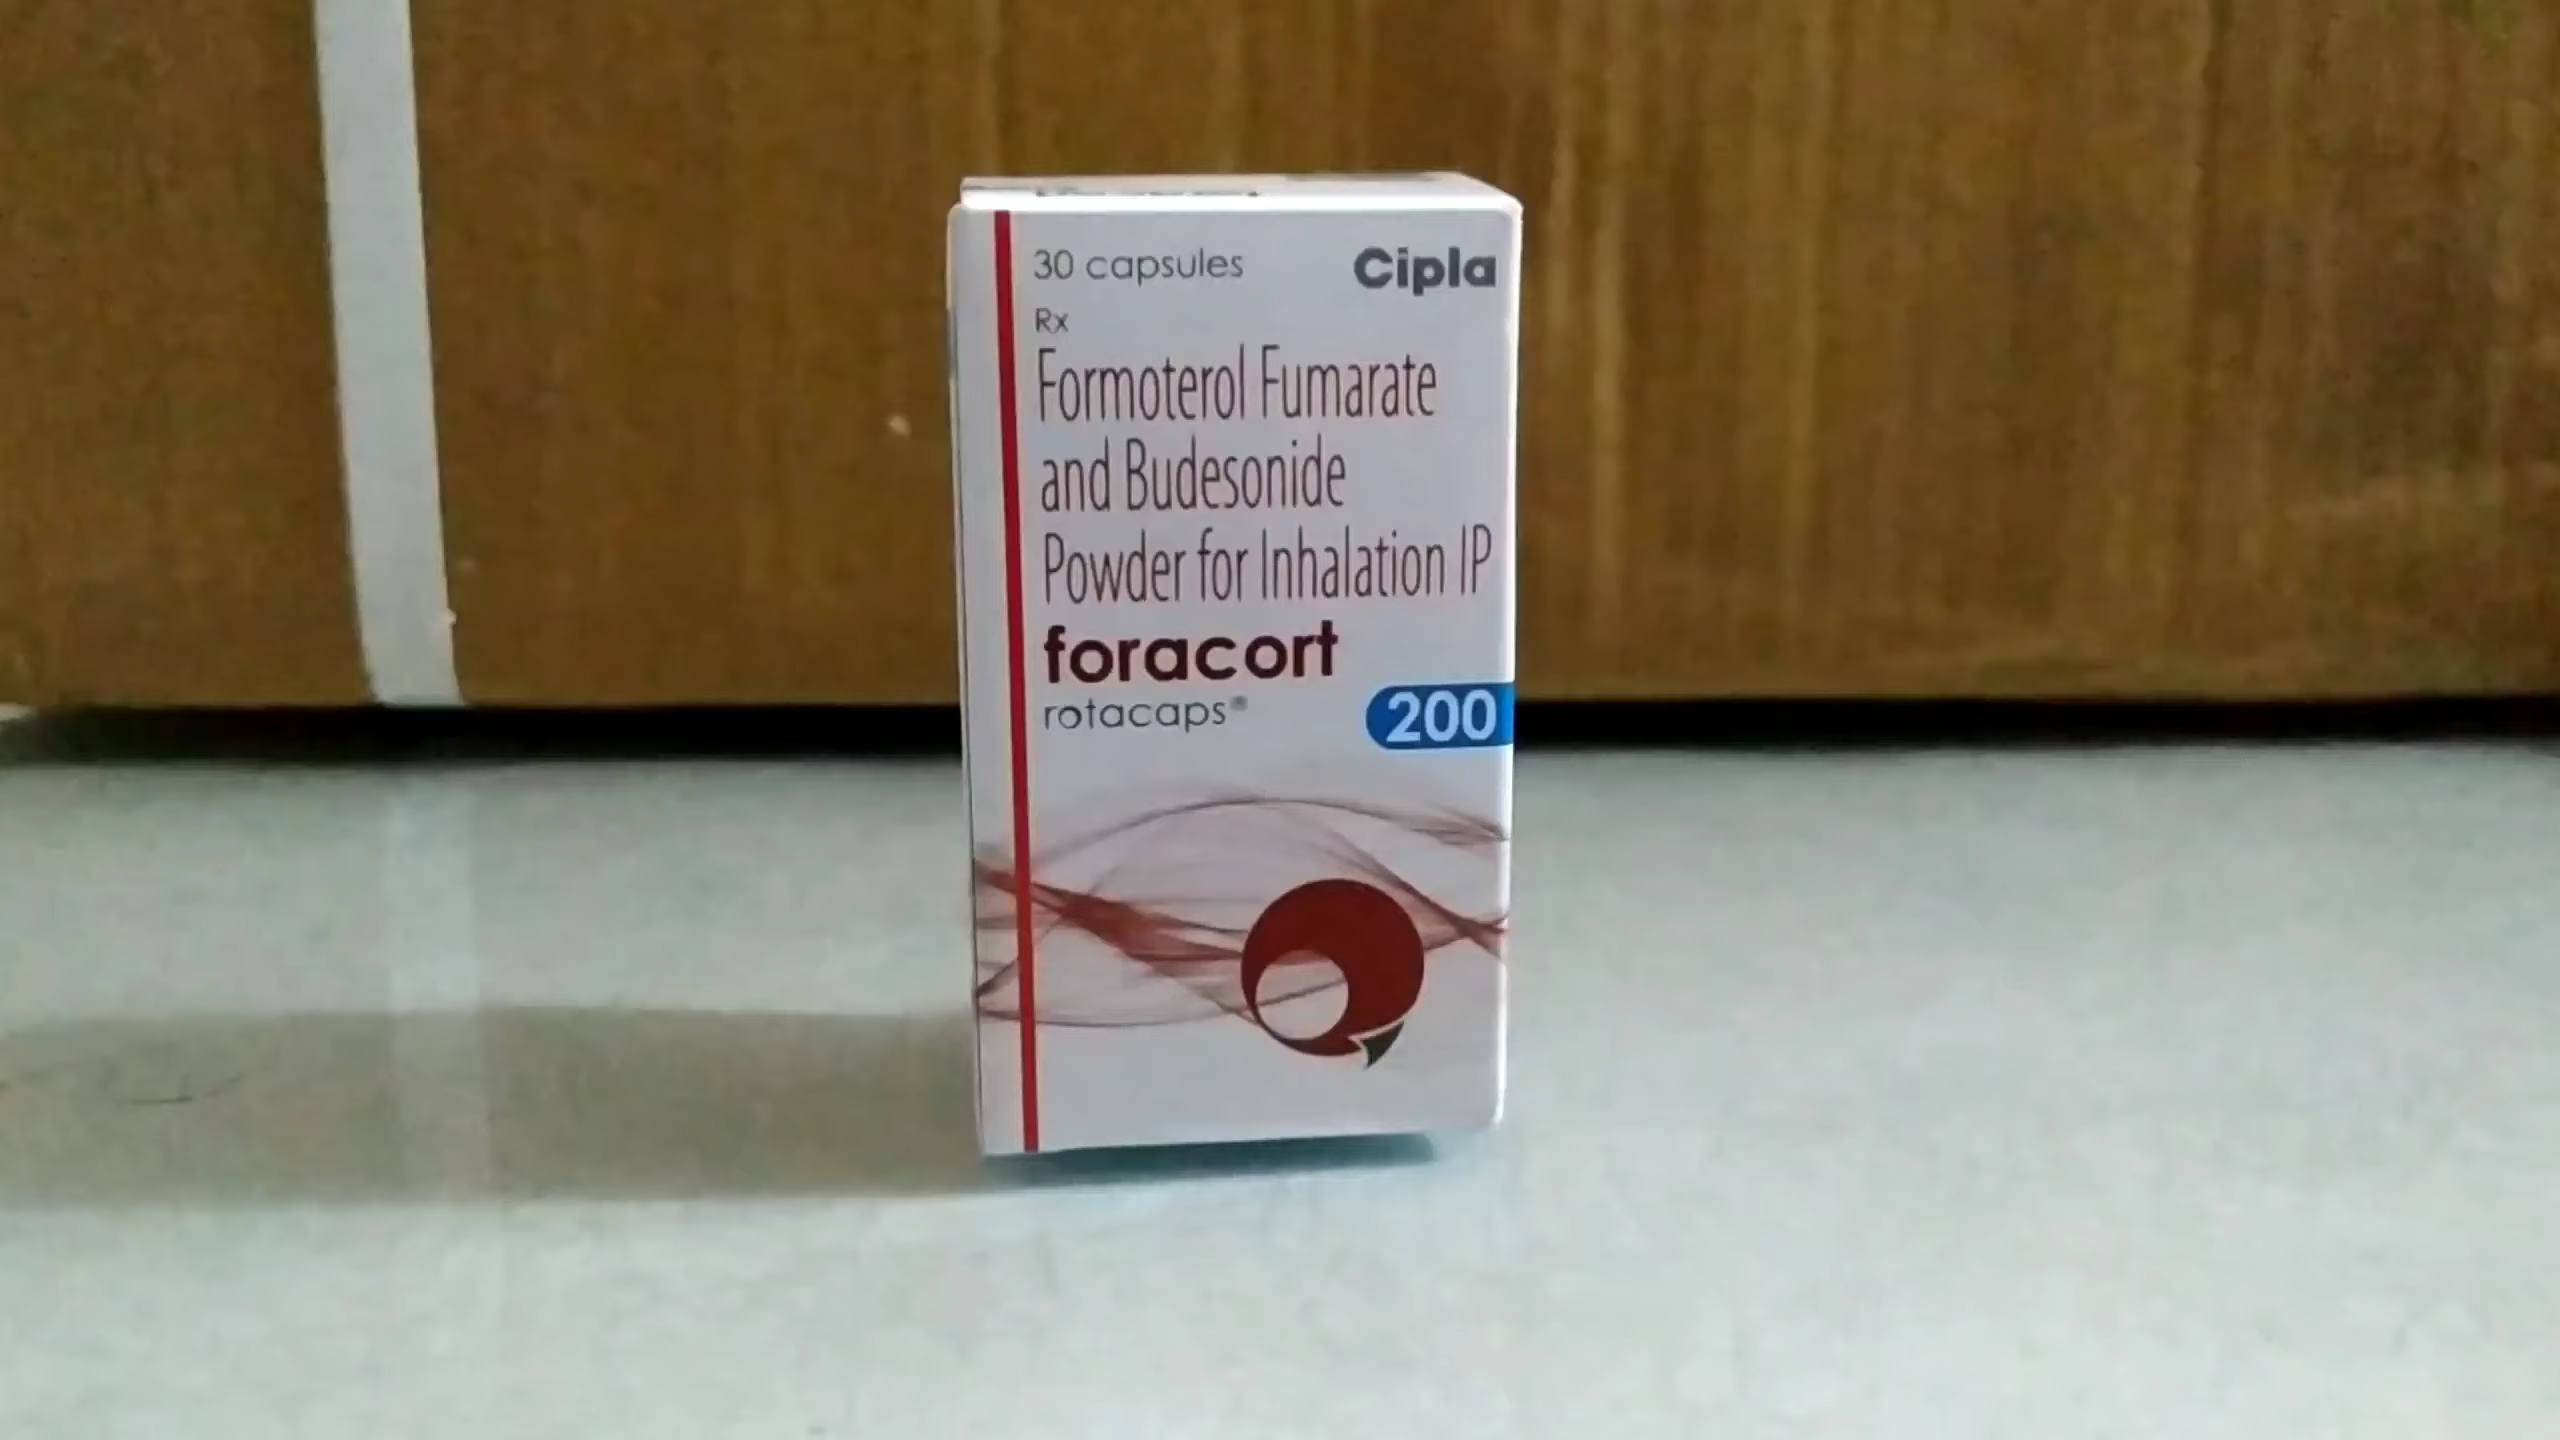 30 capsules
Cipla
Rx
Formoterol Fumarate
and Budesonide
Powder for Inhalation IP
foracort
rotacaps®
200